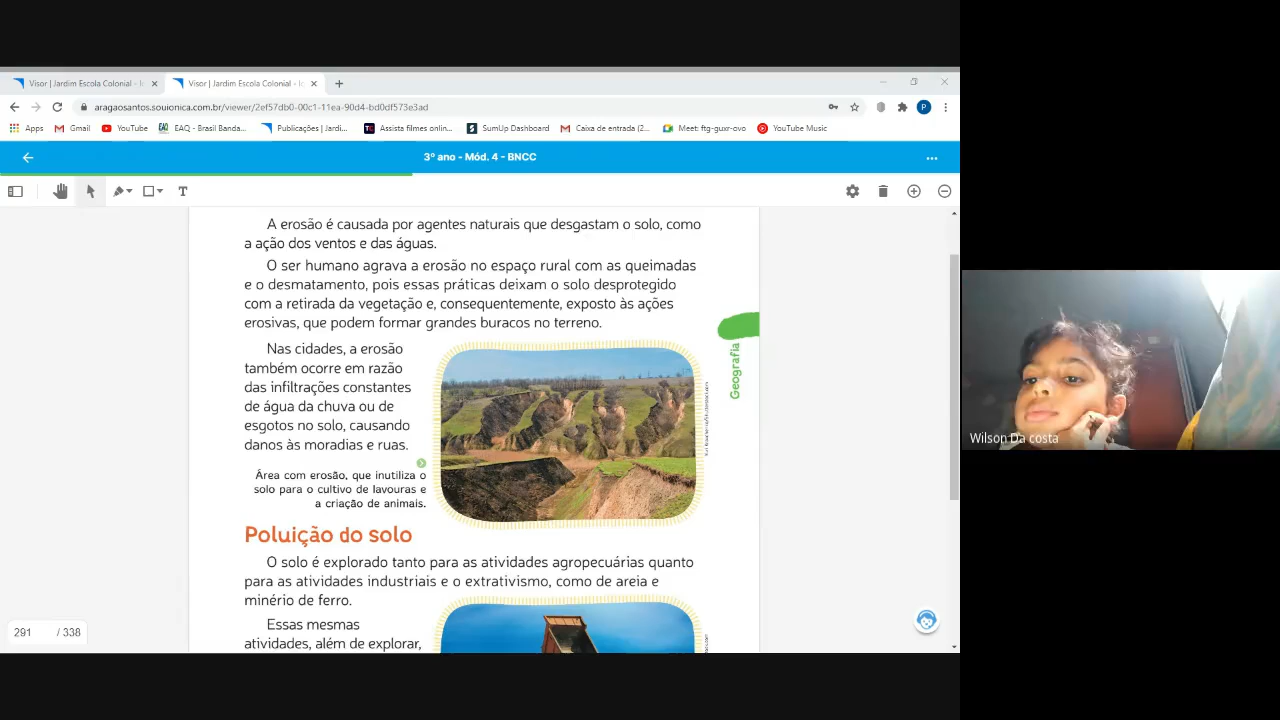 Visor | Jardim Escola Colonial - Ic
Visor | Jardim Escola Colonial - Ic
aragaosantos.souionica.com.br/viewer/2ef57db0-00c1-11ea-90d4-bd0df573e3ad
P
Apps
Gmail
YouTube
EAQ - Brasil Banda...
Publicações | Jardi...
Assista filmes onlin...
SumUp Dashboard
Caixa de entrada (2...
Meet: ftg-guxr-ovo
YouTube Music
3º ano - Mód. 4 - BNCC
T
A erosão é causada por agentes naturais que desgastam o solo, como
a ação dos ventos e das águas.
O ser humano agrava a erosão no espaço rural com as queimadas
e o desmatamento, pois essas práticas deixam o solo desprotegido
com a retirada da vegetação e, consequentemente, exposto às ações
erosivas, que podem formar grandes buracos no terreno.
Nas cidades, a erosão
também ocorre em razão
das infiltrações constantes
de água da chuva ou de
esgotos no solo, causando
danos às moradias e ruas.
Área com erosão, que inutiliza o
solo para o cultivo de lavouras e
a criação de animais.
Geografia
Poluição do solo
O solo é explorado tanto para as atividades agropecuárias quanto
para as atividades industriais e o extrativismo, como de areia e
minério de ferro.
Essas mesmas
atividades, além de explorar,
291 / 338
Wilson Da costa